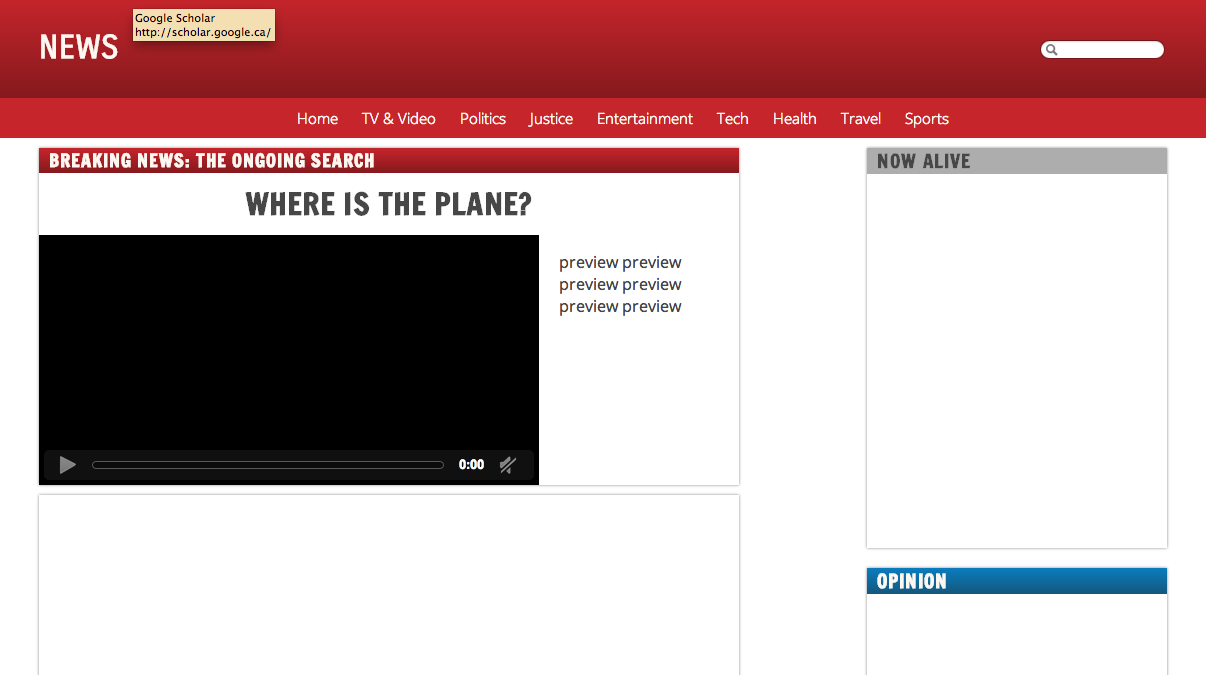 Google Scholar
http://scholar.google.ca/
NEWS
Home TV & Video Politics Justice Entertainment Tech Health Travel Sports
BREAKING NEWS: THE ONGOING SEARCH
WHERE IS THE PLANE?
preview preview
preview preview
preview preview
0:00
NOW ALIVE
OPINION